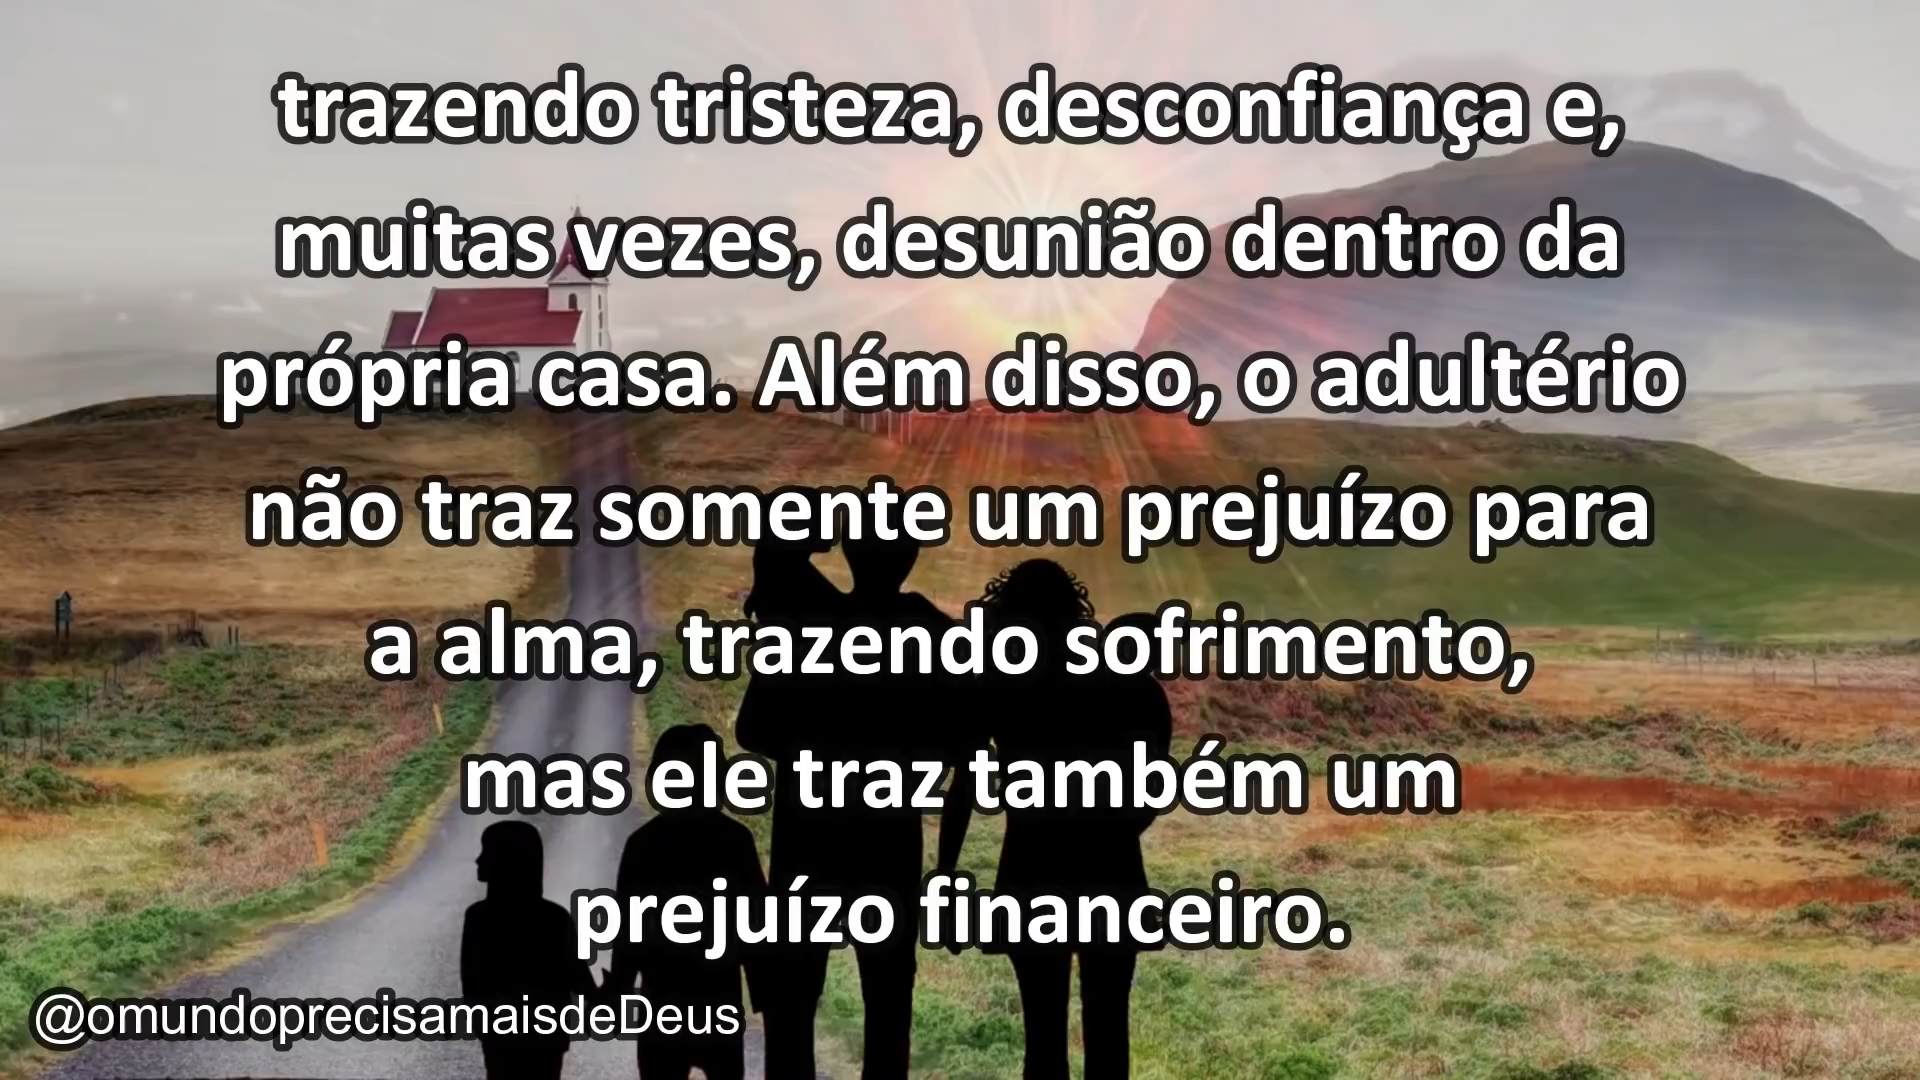 trazendo tristeza, desconfiança e,
muitas vezes, desunião dentro da
própria casa. Além disso, o adultério
não traz somente um prejuízo para
a alma, trazendo sofrimento,
mas ele traz também um
prejuízo financeiro.
@omundoprecisamaisdeDeus